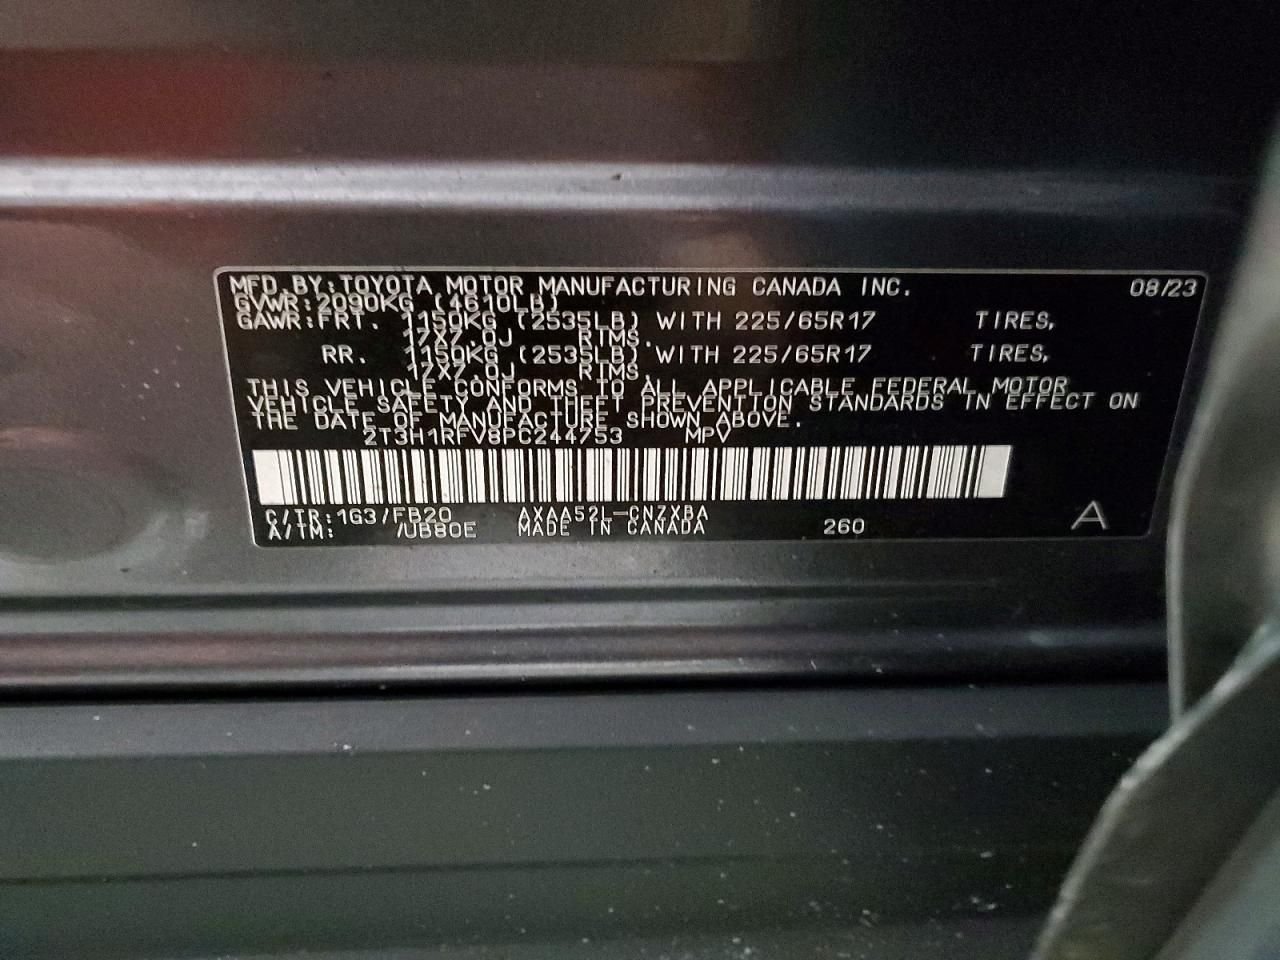 MFD. BY: TOYOTA MOTOR MANUFACTURING CANADA INC. 08/23
GVWR: 2090KG (4610LB)
GAWR: FRT. 1150KG (2535LB) WITH 225/65R17 TIRES,
17X7.0J RIMS.
RR. 1150KG (2535LB) WITH 225/65R17 TIRES,
17X7.0J RIMS.
THIS VEHICLE CONFORMS TO ALL APPLICABLE FEDERAL MOTOR
VEHICLE SAFETY AND THEFT PREVENTION STANDARDS IN EFFECT ON
THE DATE OF MANUFACTURE SHOWN ABOVE.
2T3H1RFV8PC244753 MPV
C/TR: 1G3/FB20 AXAA52L-CNZXBA
A/TM: /UB80E MADE IN CANADA 260 A